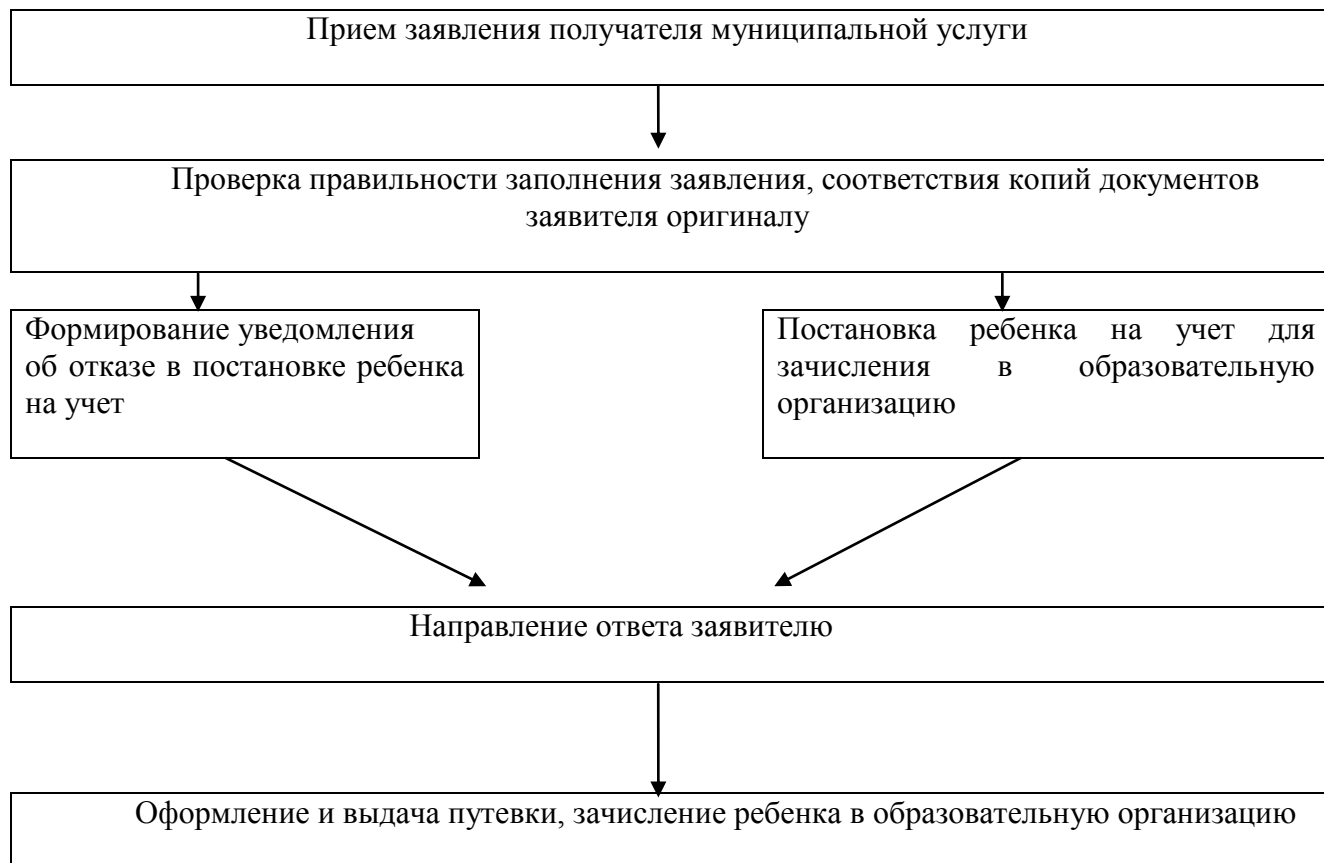 Прием заявления получателя муниципальной услуги
Проверка правильности заполнения заявления, соответствия копий документов
заявителя оригиналу
Формирование уведомления
об отказе в постановке ребенка
на учет
Постановка ребенка на учет для
зачисления в образовательную
организацию
Направление ответа заявителю
Оформление и выдача путевки, зачисление ребенка в образовательную организацию